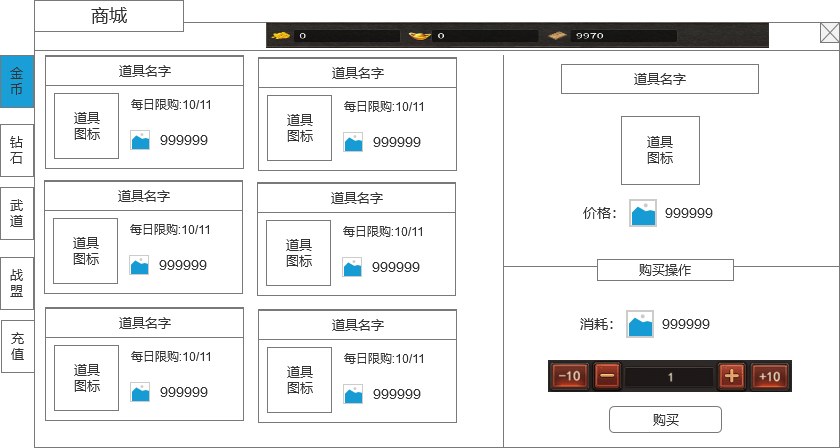 商城
0
0
9970
金币
钻石
武道
战盟
充值
道具名字
道具
图标
每日限购:10/11
999999
道具名字
道具
图标
每日限购:10/11
999999
道具名字
道具
图标
每日限购:10/11
999999
道具名字
道具
图标
每日限购:10/11
999999
道具名字
道具
图标
每日限购:10/11
999999
道具名字
道具
图标
每日限购:10/11
999999
道具名字
道具
图标
价格: 999999
购买操作
消耗: 999999
-10 1 +10
购买